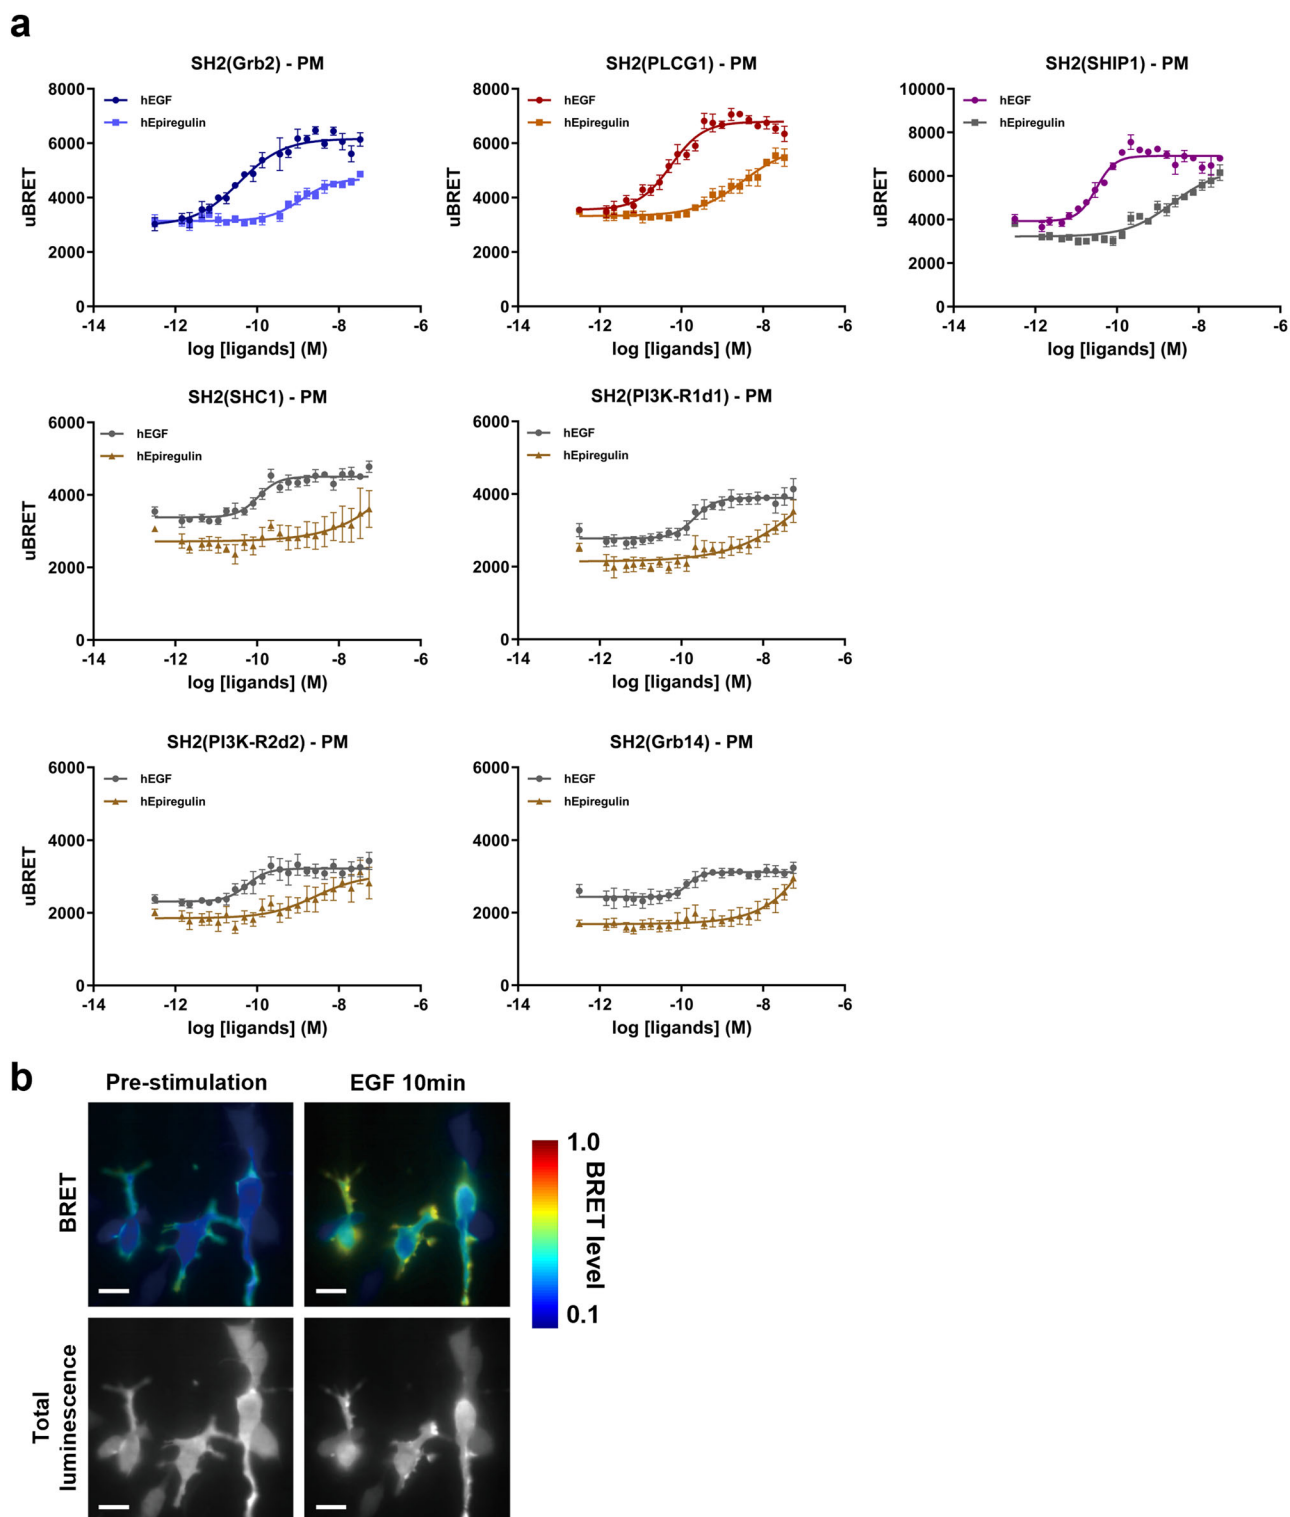 a
SH2(Grb2) - PM
8000
6000
4000
2000
0
uBRET
hEGF
hEpiregulin
-14
-12
-10
-8
-6
log [ligands] (M)
SH2(PLCG1) - PM
8000
6000
4000
2000
0
uBRET
hEGF
hEpiregulin
-14
-12
-10
-8
-6
log [ligands] (M)
SH2(SHIP1) - PM
10000
8000
6000
4000
2000
0
uBRET
hEGF
hEpiregulin
-14
-12
-10
-8
-6
log [ligands] (M)
SH2(SHC1) - PM
6000
4000
2000
0
uBRET
hEGF
hEpiregulin
-14
-12
-10
-8
-6
log [ligands] (M)
SH2(PI3K-R1d1) - PM
6000
4000
2000
0
hEGF
hEpiregulin
-14
-12
-10
-8
-6
log [ligands] (M)
SH2(PI3K-R2d2) - PM
6000
4000
2000
0
uBRET
hEGF
hEpiregulin
-14
-12
-10
-8
-6
log [ligands] (M)
SH2(Grb14) - PM
6000
4000
2000
0
hEGF
hEpiregulin
-14
-12
-10
-8
-6
log [ligands] (M)
b
Pre-stimulation
EGF 10min
BRET
1.0
BRET level
0.1
Total
luminescence